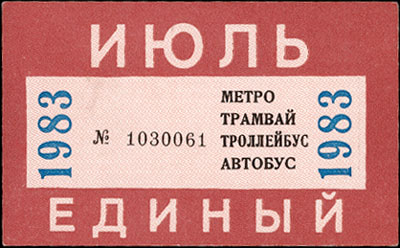 ИЮЛЬ
1983
№ 1030061
МЕТРО
ТРАМВАЙ
ТРОЛЛЕЙБУС
АВТОБУС
1983
ЕДИНЫЙ